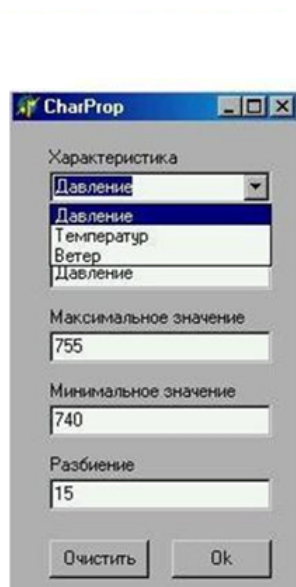 CharProp
Характеристика
Давление
Давление
Температур
Ветер
Давление
Максимальное значение
755
Минимальное значение
740
Разбиение
15
Очистить Ok